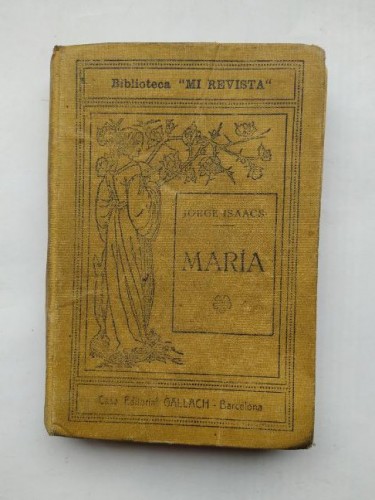 Biblioteca "MI REVISTA"
JORGE ISAACS
MARÍA
Casa Editorial GALLACH - Barcelona